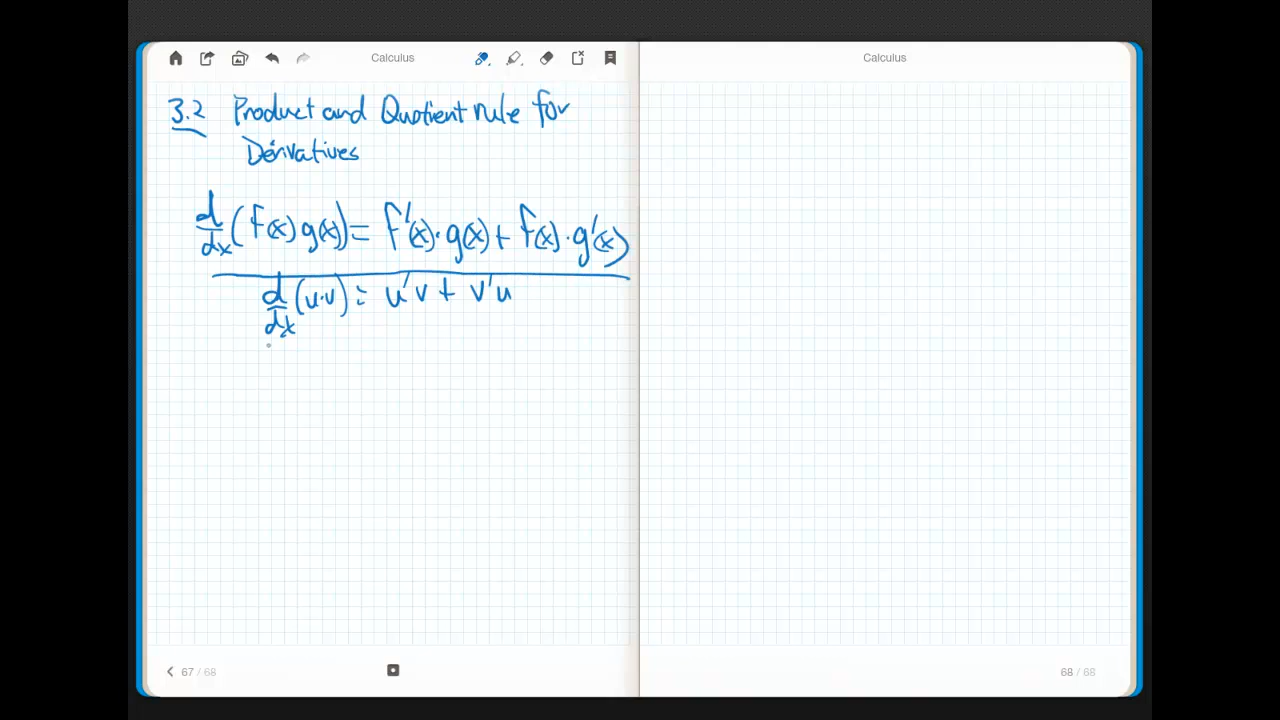 Calculus
Calculus
3.2 Product and Quotient rule for
Derivatives
d/dx (f(x) g(x)) = f'(x) · g(x) + f(x) · g'(x)
d/dx (u·v) = u'v + v'u
67 / 68
68 / 68